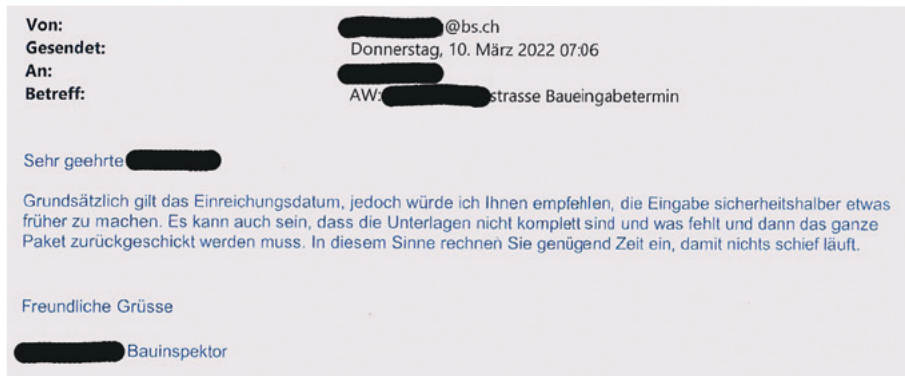 Von: @bs.ch
Gesendet: Donnerstag, 10. März 2022 07:06
An:
Betreff: AW: strasse Baueingabetermin
Sehr geehrte
Grundsätzlich gilt das Einreichungsdatum, jedoch würde ich Ihnen empfehlen, die Eingabe sicherheitshalber etwas
früher zu machen. Es kann auch sein, dass die Unterlagen nicht komplett sind und was fehlt und dann das ganze
Paket zurückgeschickt werden muss. In diesem Sinne rechnen Sie genügend Zeit ein, damit nichts schief läuft.
Freundliche Grüsse
Bauinspektor